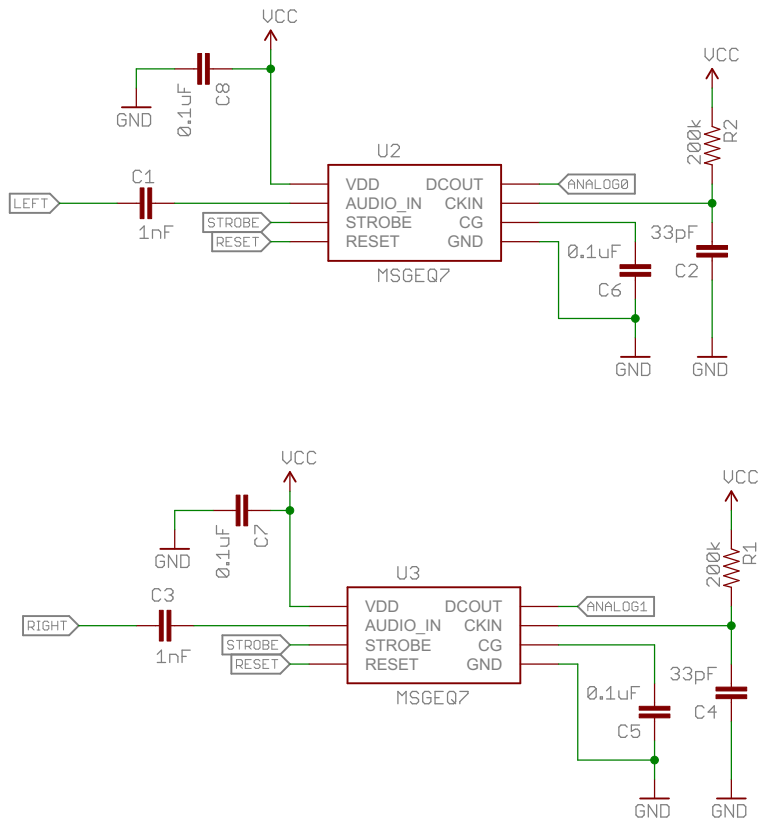 VCC
VCC
C8
0.1uF
GND
R2
200k
U2
C1
VDD DCOUT
ANALOG0
LEFT
AUDIO_IN CKIN
STROBE
STROBE CG
1nF
RESET
RESET GND
0.1uF
33pF
MSGEQ7
C6
C2
GND
GND
VCC
VCC
C7
0.1uF
GND
R1
200k
U3
C3
VDD DCOUT
ANALOG1
RIGHT
AUDIO_IN CKIN
STROBE
STROBE CG
1nF
RESET
RESET GND
33pF
0.1uF
MSGEQ7
C5
C4
GND
GND